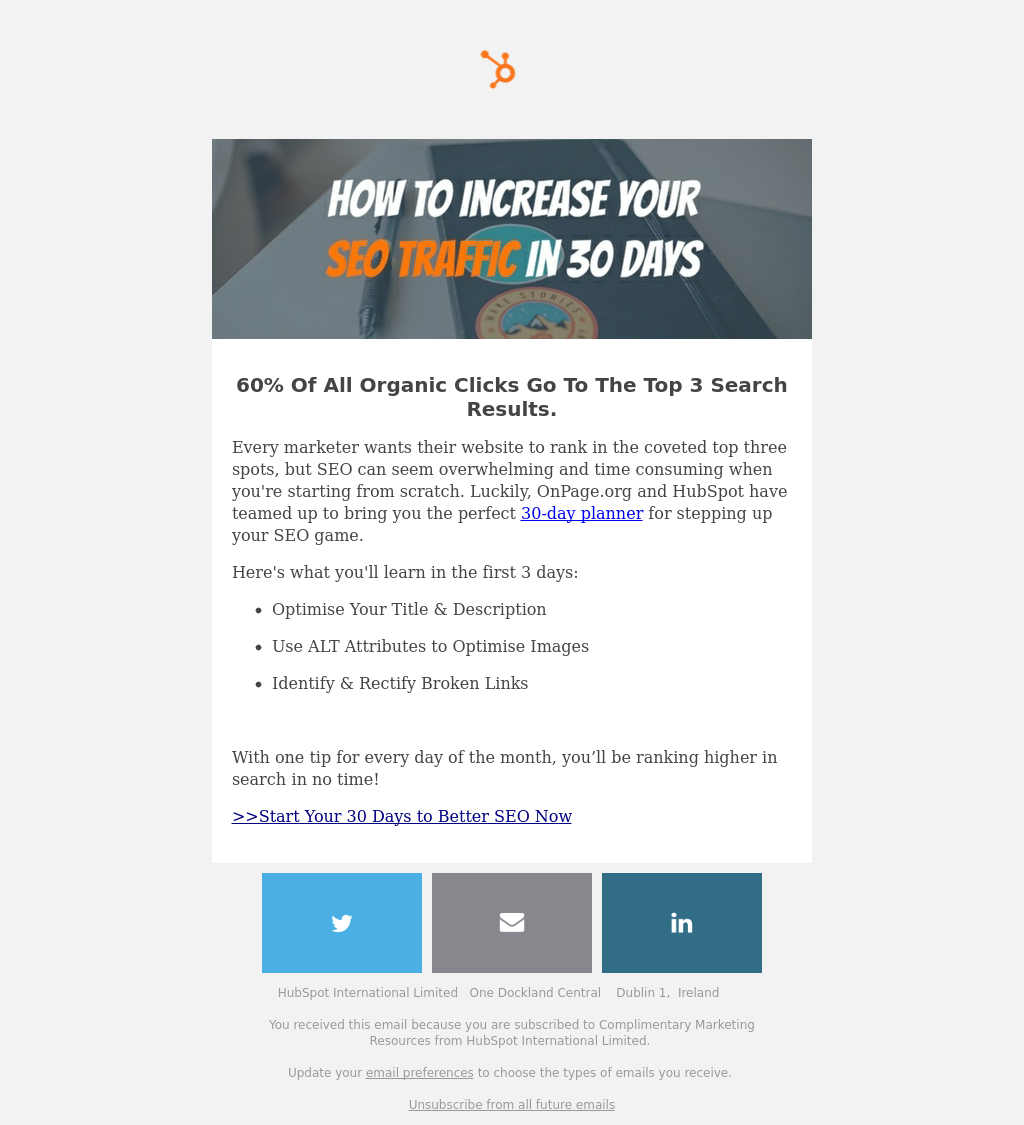 HOW TO INCREASE YOUR
SEO TRAFFIC IN 30 DAYS
HIKE STORIES
60% Of All Organic Clicks Go To The Top 3 Search
Results.
Every marketer wants their website to rank in the coveted top three
spots, but SEO can seem overwhelming and time consuming when
you're starting from scratch. Luckily, OnPage.org and HubSpot have
teamed up to bring you the perfect 30-day planner for stepping up
your SEO game.
Here's what you'll learn in the first 3 days:
• Optimise Your Title & Description
• Use ALT Attributes to Optimise Images
• Identify & Rectify Broken Links
With one tip for every day of the month, you’ll be ranking higher in
search in no time!
>>Start Your 30 Days to Better SEO Now
in
HubSpot International Limited One Dockland Central Dublin 1, Ireland
You received this email because you are subscribed to Complimentary Marketing
Resources from HubSpot International Limited.
Update your email preferences to choose the types of emails you receive.
Unsubscribe from all future emails